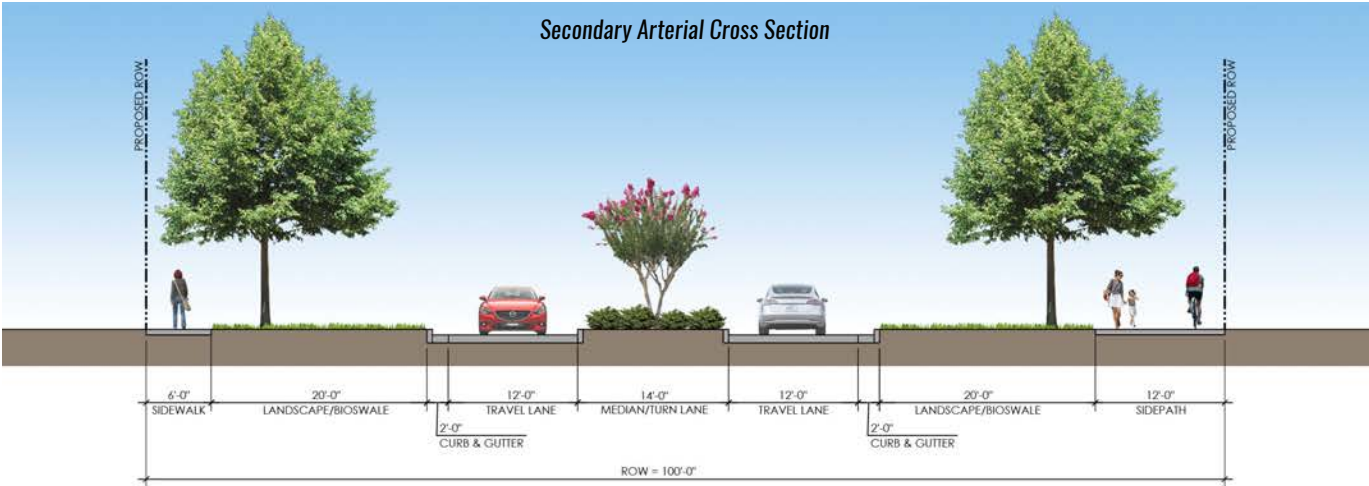 Secondary Arterial Cross Section
PROPOSED ROW
PROPOSED ROW
6'-0"
SIDEWALK
20'-0"
LANDSCAPE/BIOSWALE
2'-0"
CURB & GUTTER
12'-0"
TRAVEL LANE
14'-0"
MEDIAN/TURN LANE
12'-0"
TRAVEL LANE
2'-0"
CURB & GUTTER
20'-0"
LANDSCAPE/BIOSWALE
12'-0"
SIDEPATH
ROW = 100'-0"